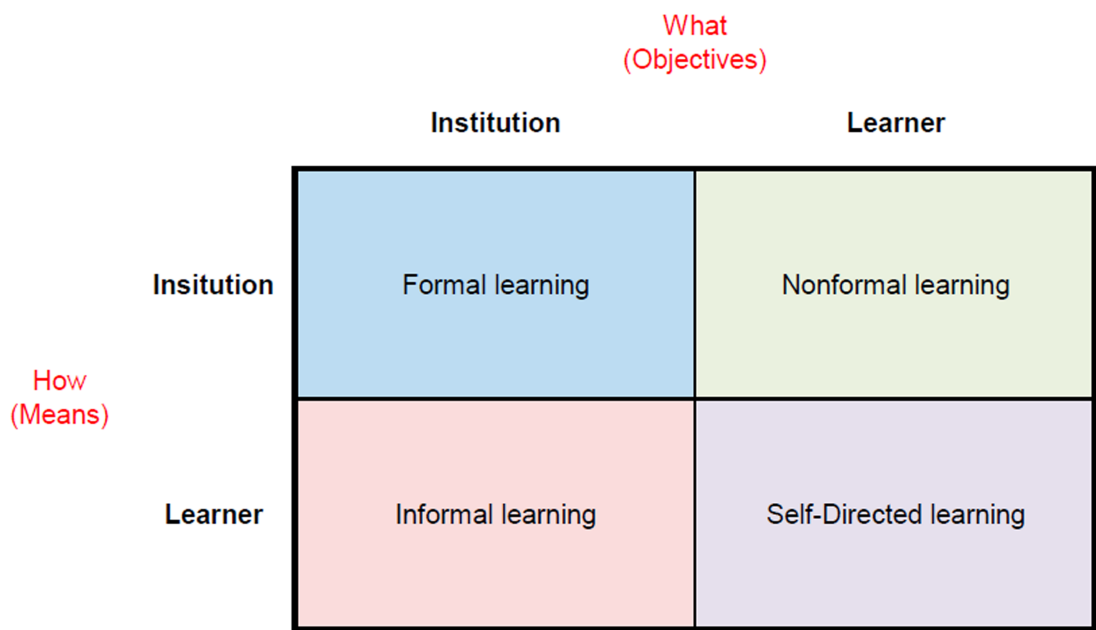 What
(Objectives)
Institution Learner
Insitution Formal learning Nonformal learning
How
(Means)
Learner Informal learning Self-Directed learning